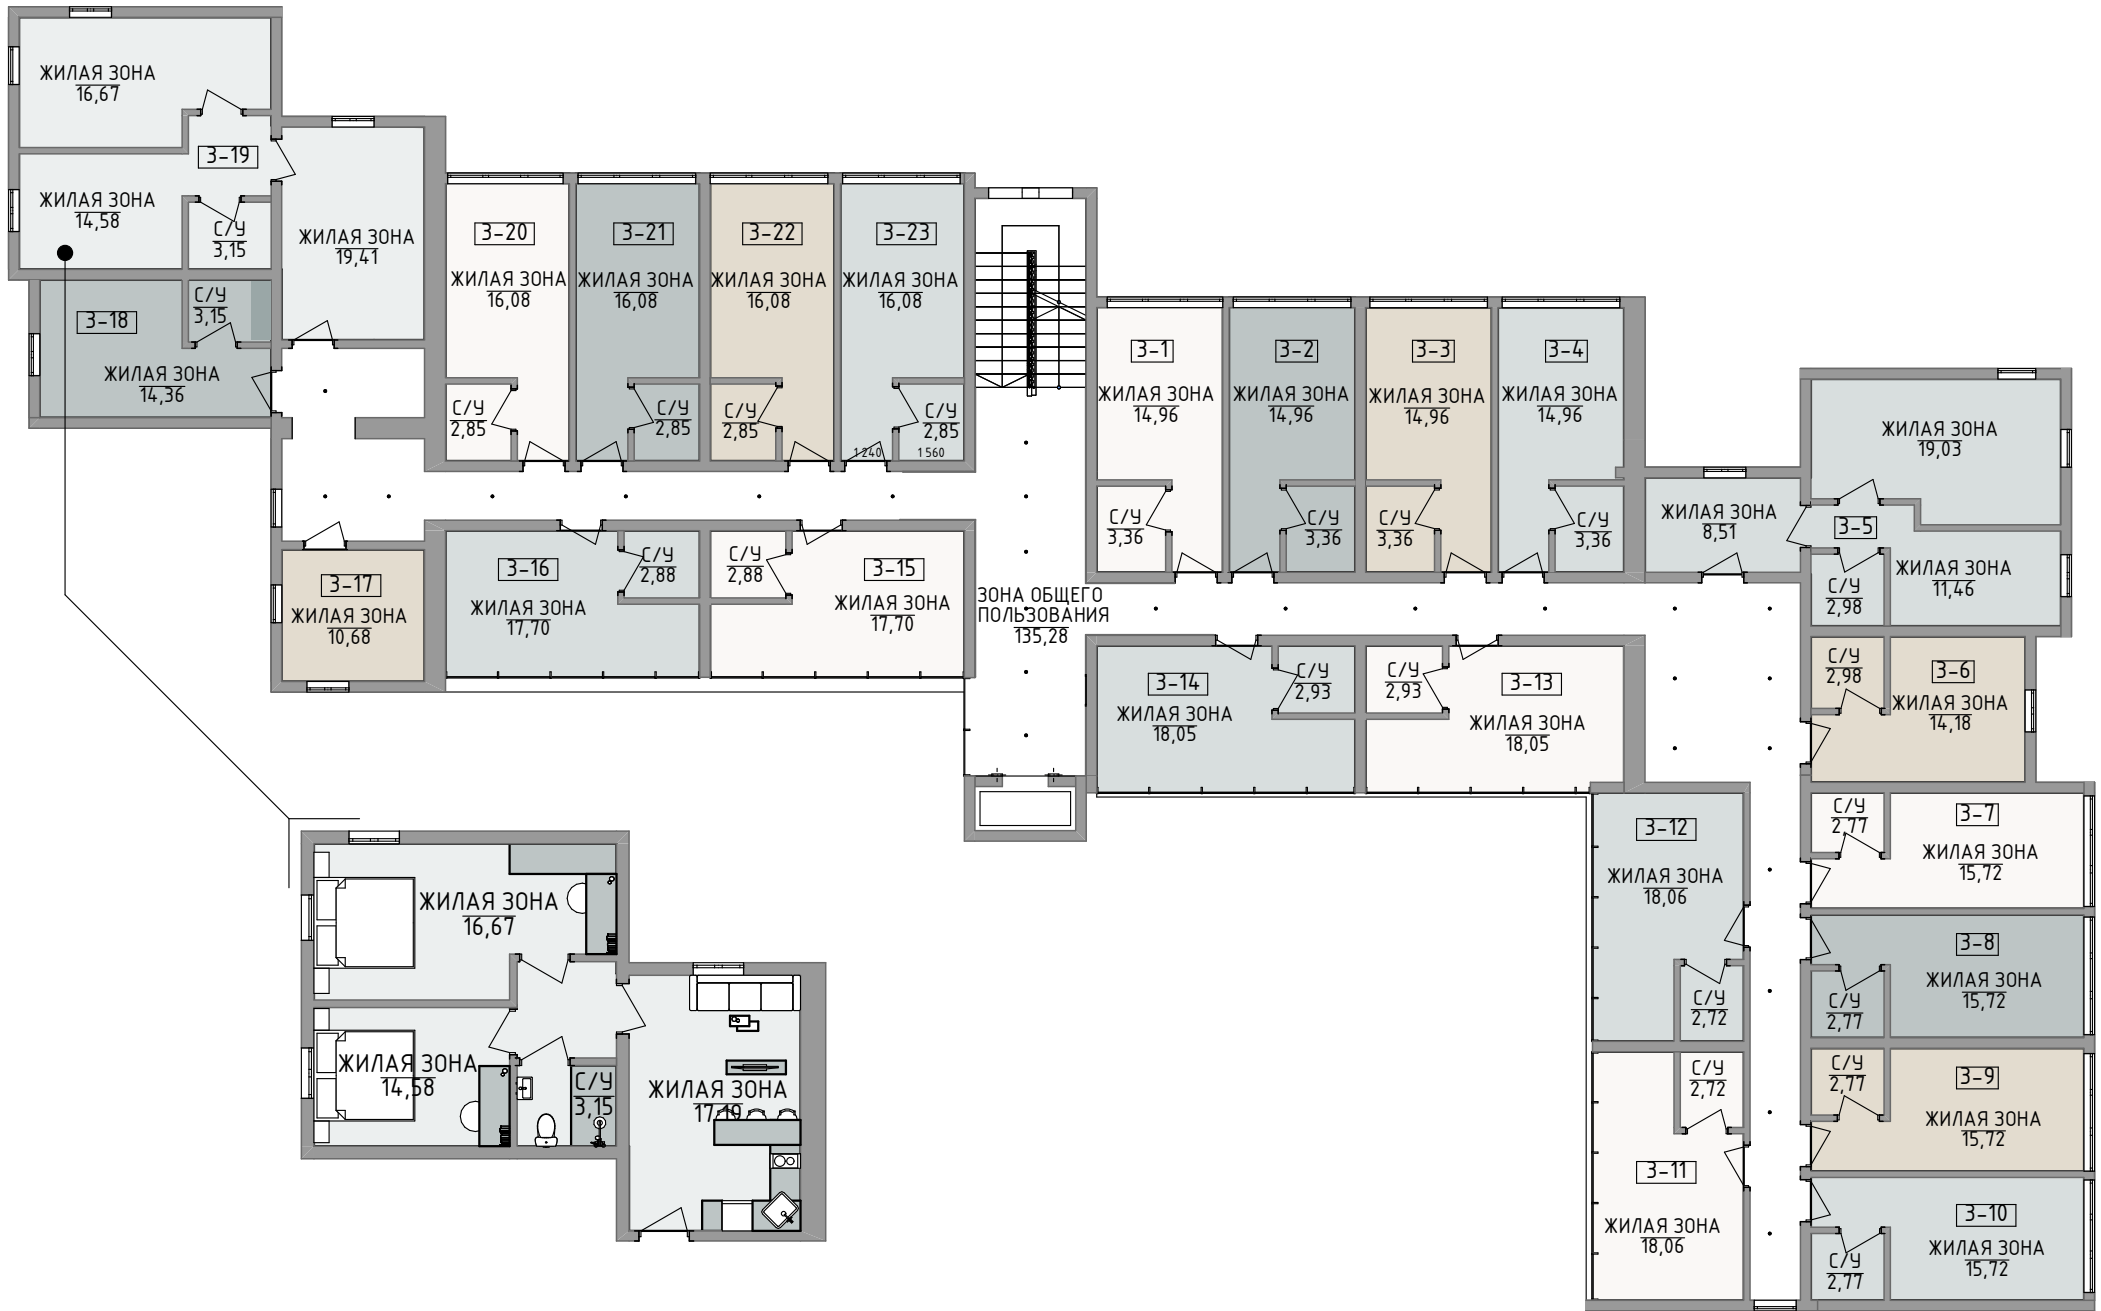 ЖИЛАЯ ЗОНА
16,67
3-19
ЖИЛАЯ ЗОНА
14,58
С/У
3,15
ЖИЛАЯ ЗОНА
19,41
3-18
С/У
3,15
ЖИЛАЯ ЗОНА
14,36
3-20
ЖИЛАЯ ЗОНА
16,08
С/У
2,85
3-21
ЖИЛАЯ ЗОНА
16,08
С/У
2,85
3-22
ЖИЛАЯ ЗОНА
16,08
С/У
2,85
3-23
ЖИЛАЯ ЗОНА
16,08
С/У
2,85
1 240
1 560
3-1
ЖИЛАЯ ЗОНА
14,96
С/У
3,36
3-2
ЖИЛАЯ ЗОНА
14,96
С/У
3,36
3-3
ЖИЛАЯ ЗОНА
14,96
С/У
3,36
3-4
ЖИЛАЯ ЗОНА
14,96
С/У
3,36
ЖИЛАЯ ЗОНА
19,03
ЖИЛАЯ ЗОНА
8,51
3-5
ЖИЛАЯ ЗОНА
11,46
С/У
2,98
3-17
ЖИЛАЯ ЗОНА
10,68
3-16
ЖИЛАЯ ЗОНА
17,70
С/У
2,88
С/У
2,88
3-15
ЖИЛАЯ ЗОНА
17,70
ЗОНА ОБЩЕГО
ПОЛЬЗОВАНИЯ
135,28
3-14
ЖИЛАЯ ЗОНА
18,05
С/У
2,93
С/У
2,93
3-13
ЖИЛАЯ ЗОНА
18,05
С/У
2,98
3-6
ЖИЛАЯ ЗОНА
14,18
С/У
2,77
3-7
ЖИЛАЯ ЗОНА
15,72
3-12
ЖИЛАЯ ЗОНА
18,06
С/У
2,72
3-8
ЖИЛАЯ ЗОНА
15,72
С/У
2,77
С/У
2,72
3-11
ЖИЛАЯ ЗОНА
18,06
С/У
2,77
3-9
ЖИЛАЯ ЗОНА
15,72
3-10
ЖИЛАЯ ЗОНА
15,72
С/У
2,77
ЖИЛАЯ ЗОНА
16,67
ЖИЛАЯ ЗОНА
14,58
С/У
3,15
ЖИЛАЯ ЗОНА
17,19